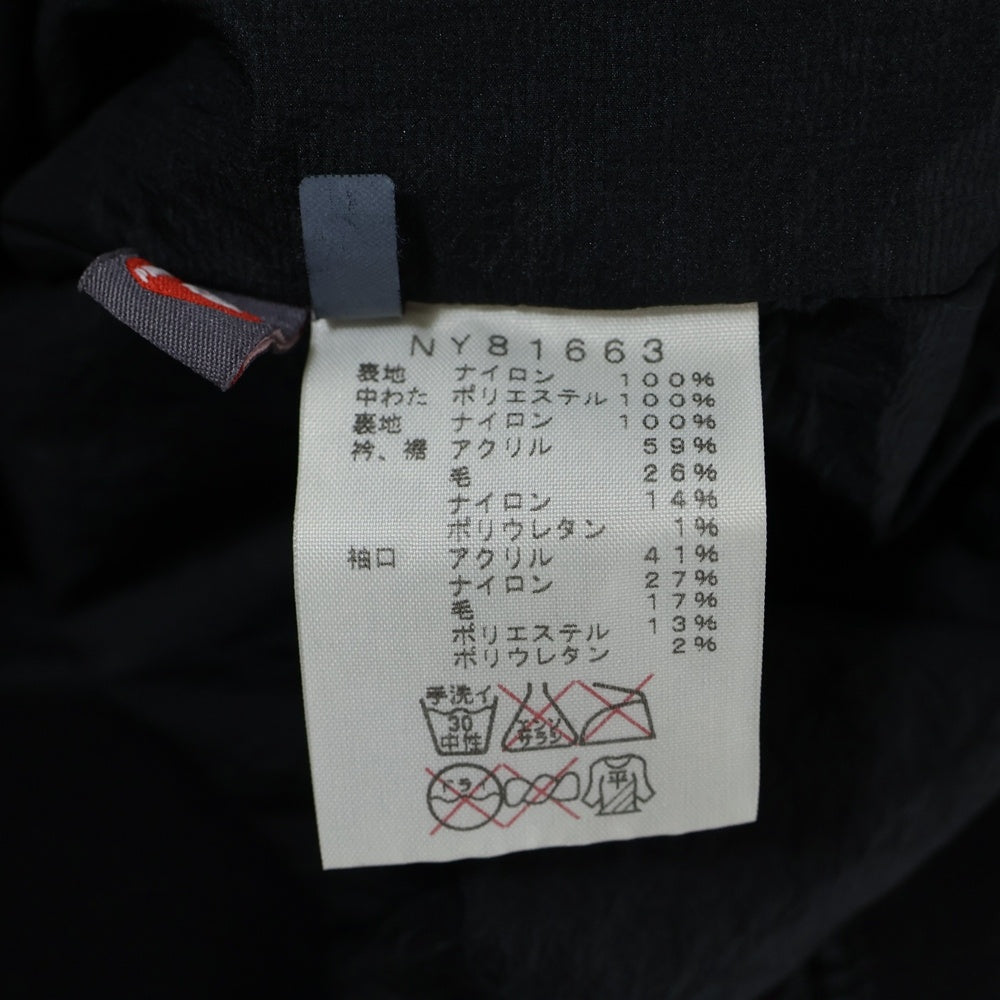 NY81663
表地 ナイロン 100%
中わた ポリエステル 100%
裏地 ナイロン 100%
衿、裾 アクリル 59%
毛 26%
ナイロン 14%
ポリウレタン 1%
袖口 アクリル 41%
ナイロン 27%
毛 17%
ポリエステル 13%
ポリウレタン 2%
手洗イ
30
中性
エンソ
サラシ
ドライ
平